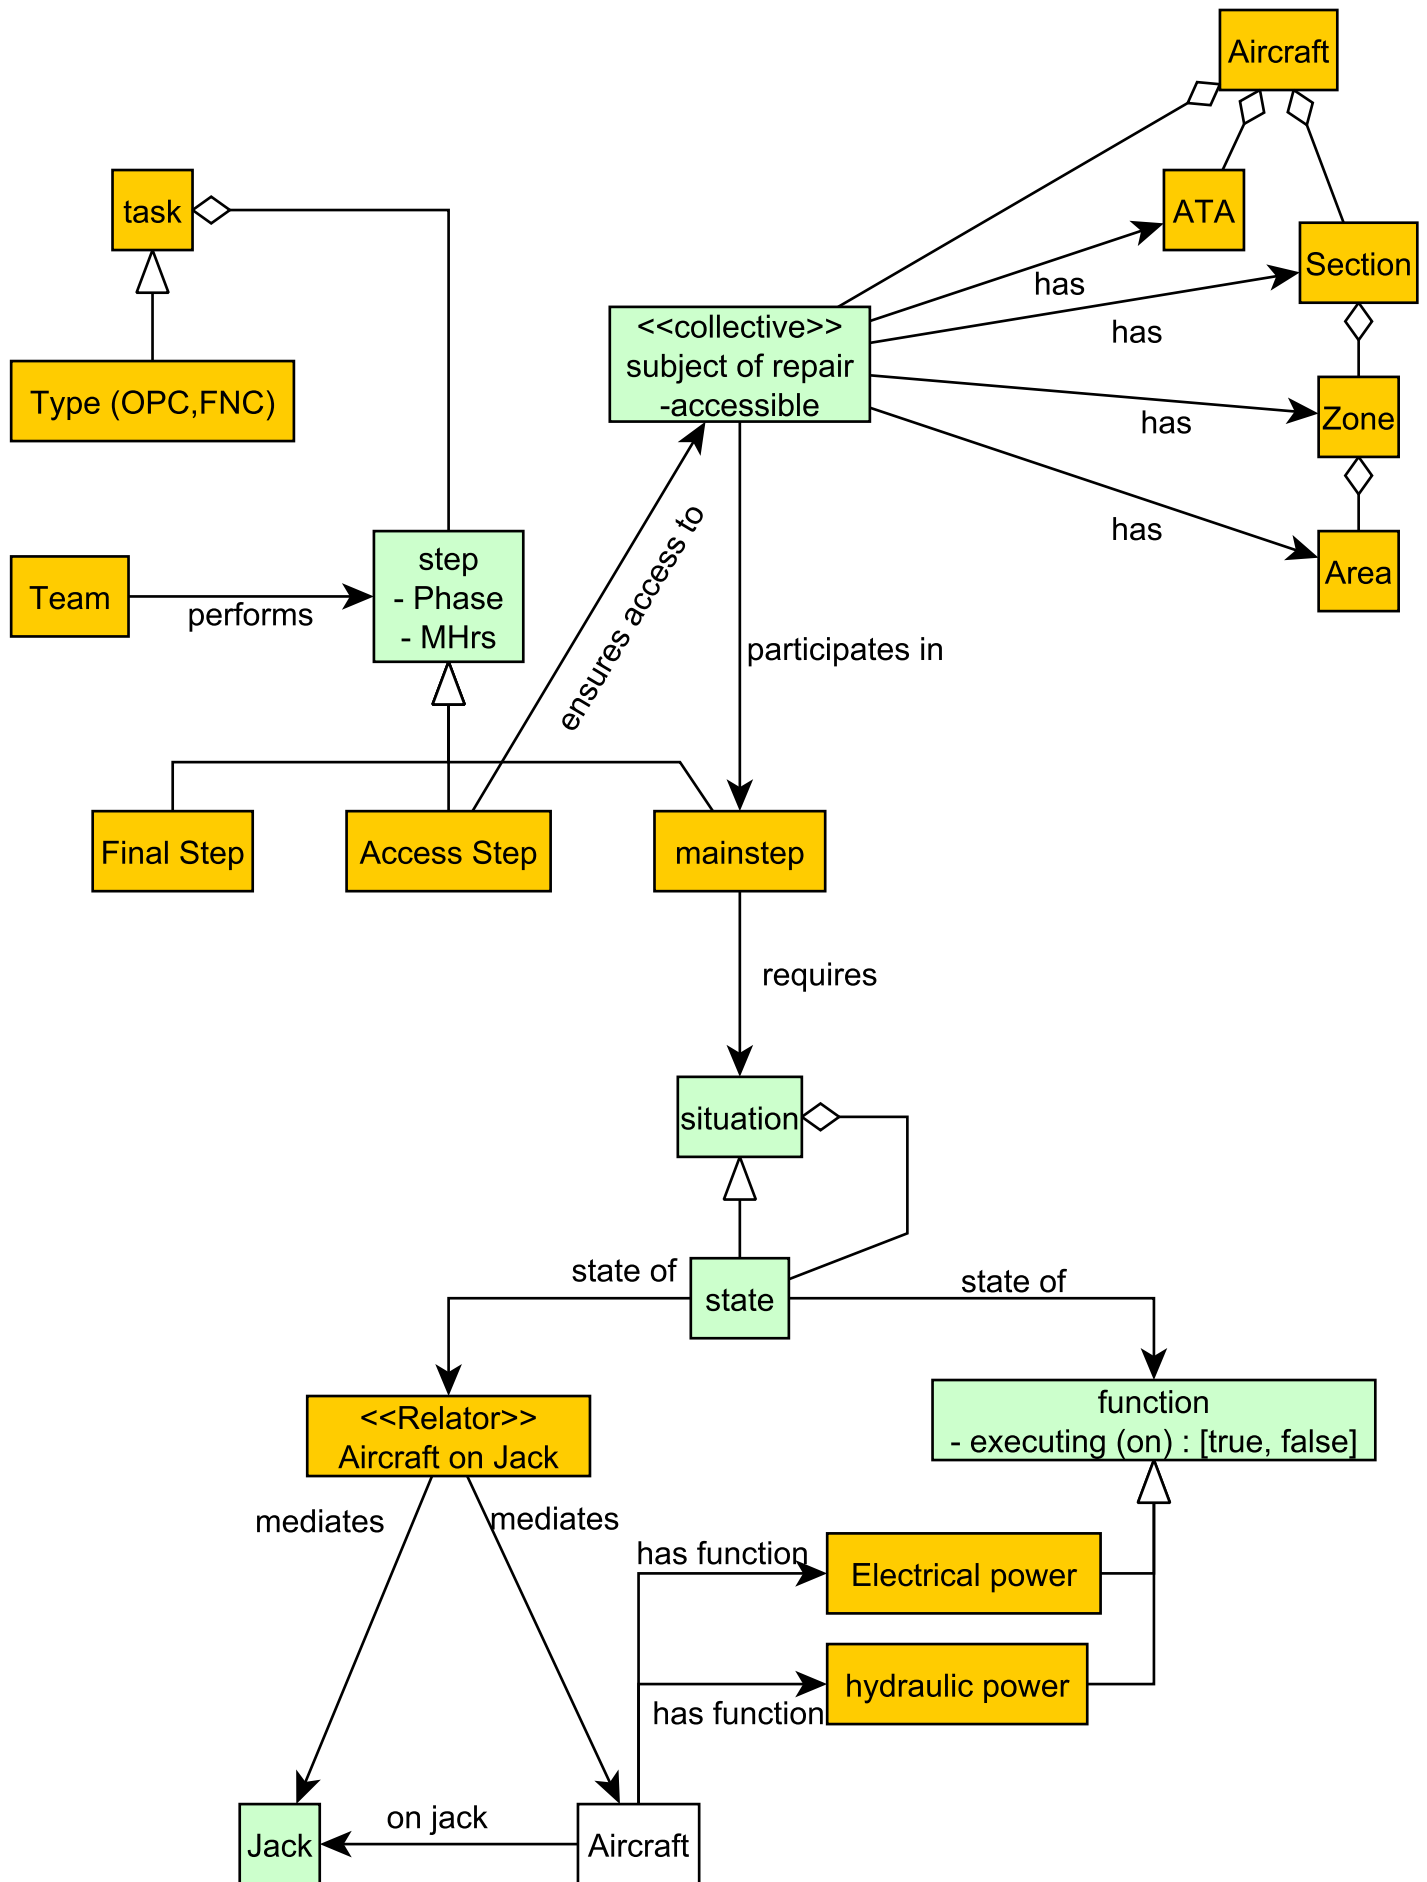 Aircraft
task
ATA
Section
has
has
<<collective>>
subject of repair
-accessible
Type (OPC,FNC)
Zone
has
has
Area
step
- Phase
- MHrs
Team
performs
ensures access to
participates in
Final Step
Access Step
mainstep
requires
situation
state of
state of
state
<<Relator>>
Aircraft on Jack
function
- executing (on) : [true, false]
mediates
mediates
has function
Electrical power
hydraulic power
has function
on jack
Jack
Aircraft